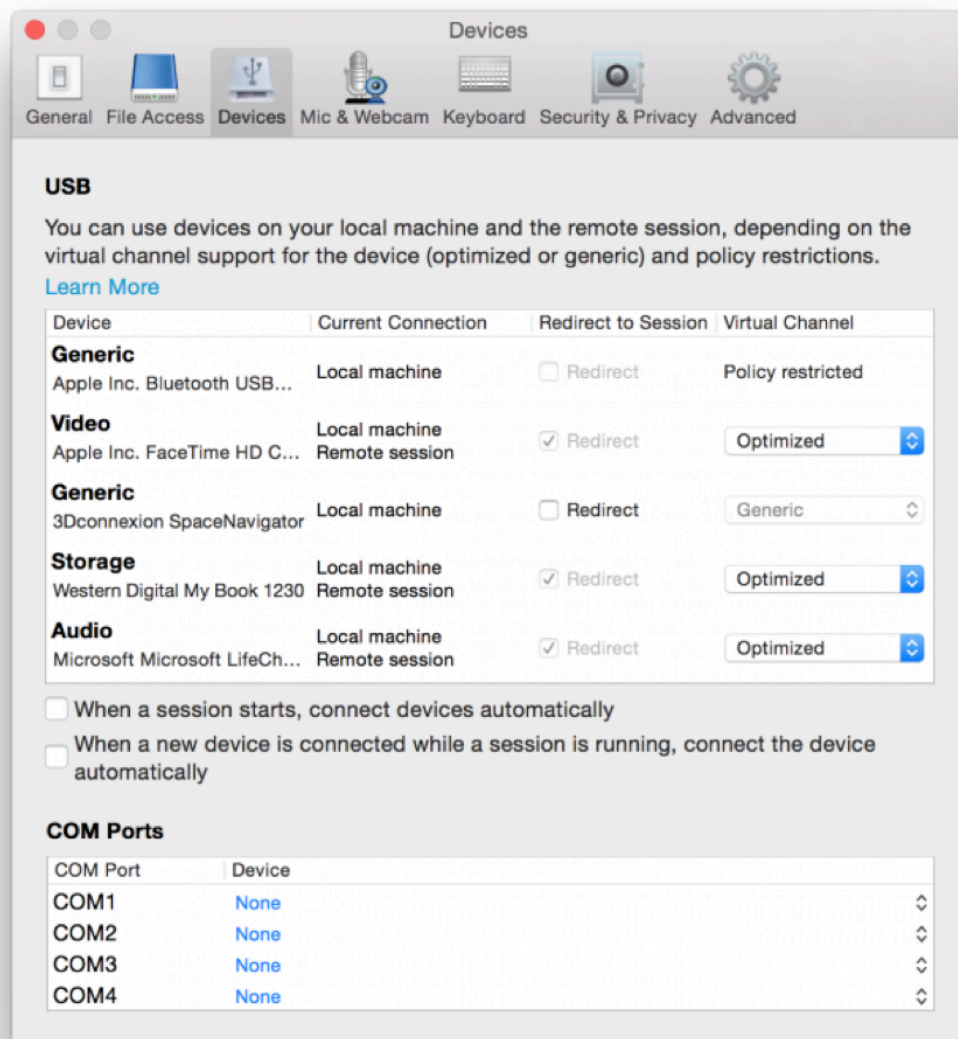 Devices
General File Access Devices Mic & Webcam Keyboard Security & Privacy Advanced
USB
You can use devices on your local machine and the remote session, depending on the
virtual channel support for the device (optimized or generic) and policy restrictions.
Learn More
Device Current Connection Redirect to Session Virtual Channel
Generic
Apple Inc. Bluetooth USB...
Local machine
Redirect
Policy restricted
Video
Apple Inc. FaceTime HD C...
Local machine
Remote session
Redirect
Optimized
Generic
3Dconnexion SpaceNavigator
Local machine
Redirect
Generic
Storage
Western Digital My Book 1230
Local machine
Remote session
Redirect
Optimized
Audio
Microsoft Microsoft LifeCh...
Local machine
Remote session
Redirect
Optimized
When a session starts, connect devices automatically
When a new device is connected while a session is running, connect the device
automatically
COM Ports
COM Port Device
COM1 None
COM2 None
COM3 None
COM4 None